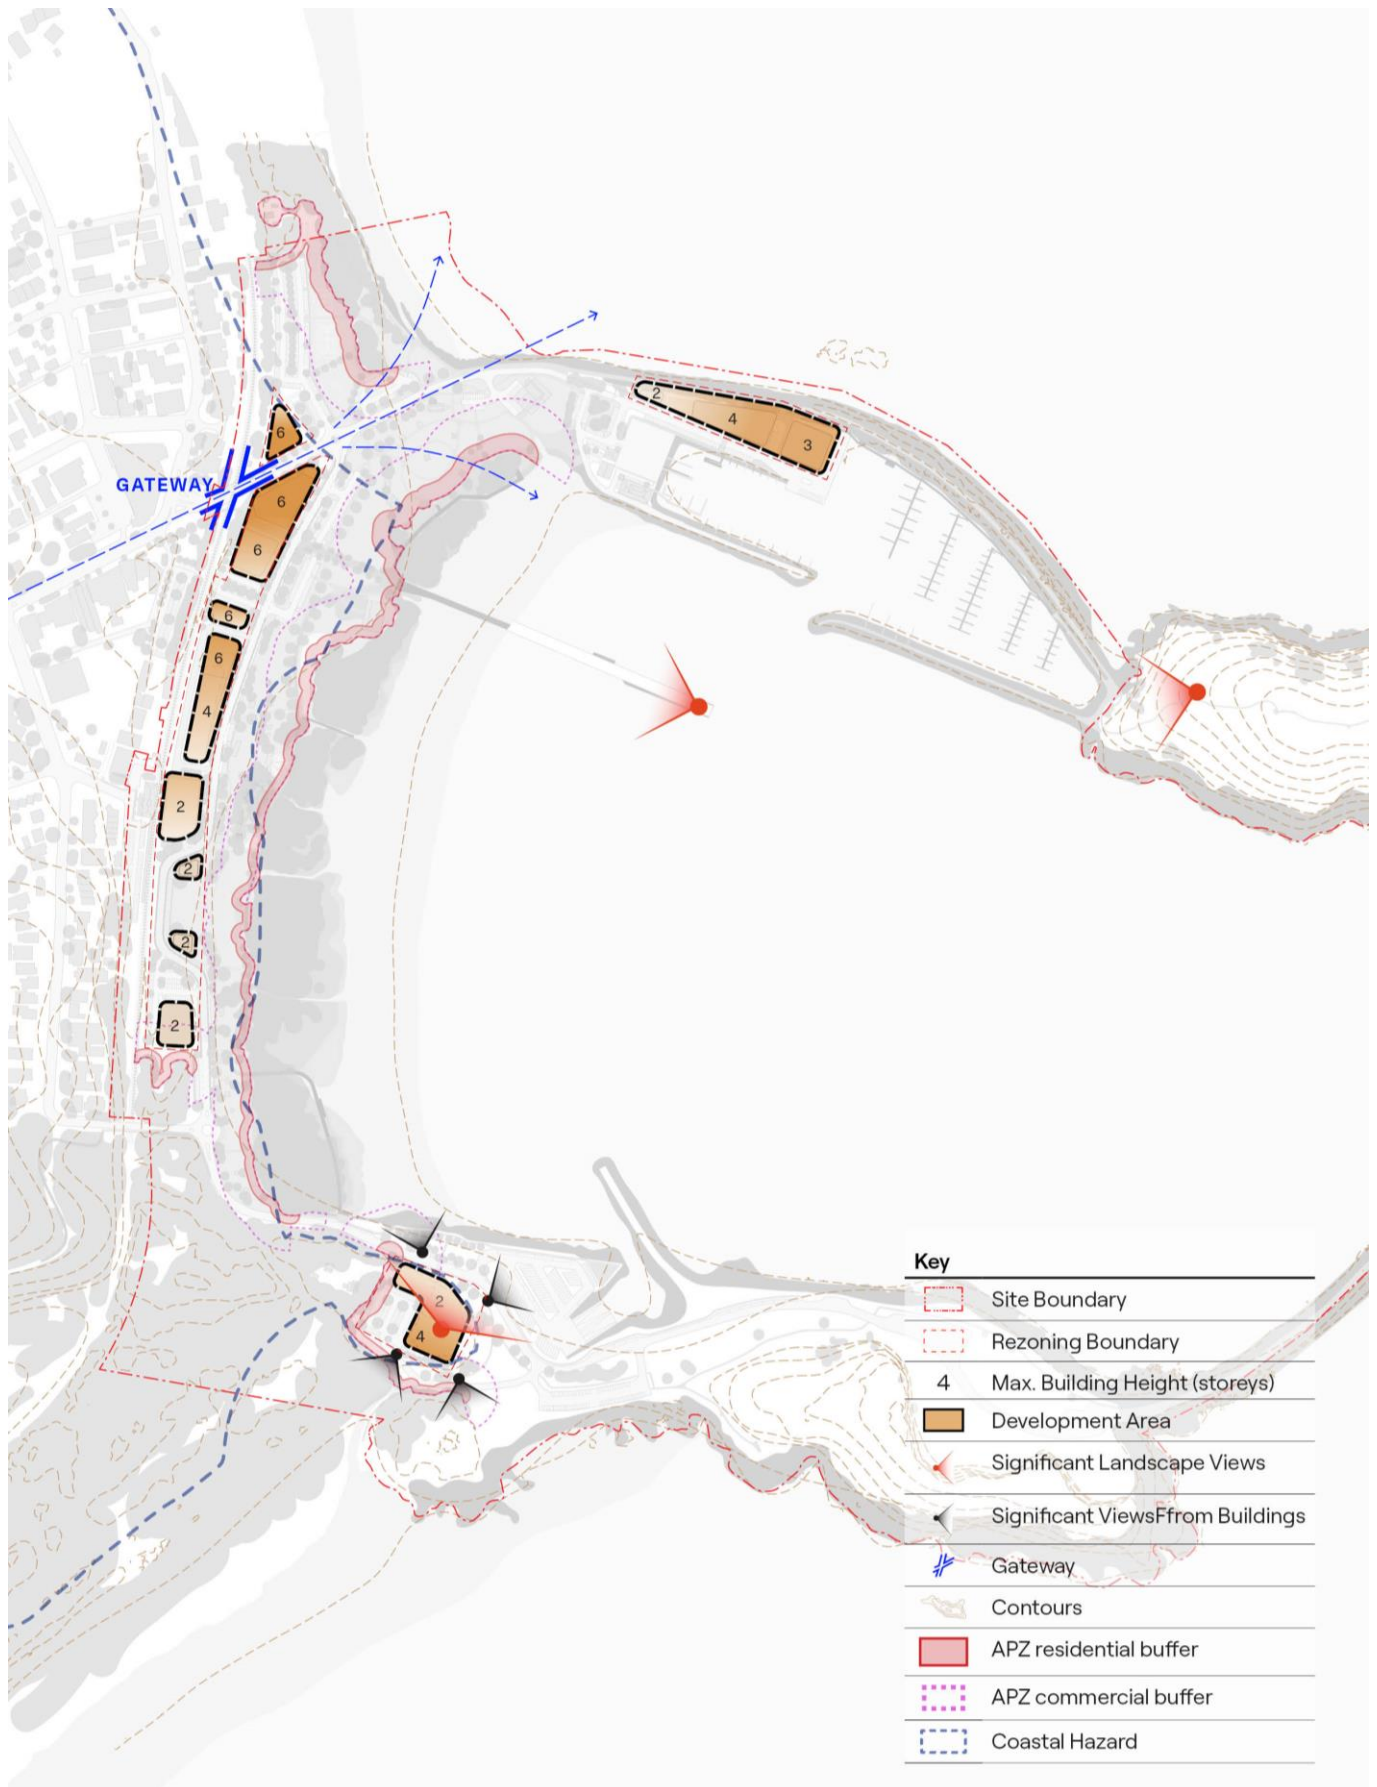 2
4
3
6
GATEWAY
6
6
6
6
4
2
2
2
2
2
4
Key
Site Boundary
Rezoning Boundary
4 Max. Building Height (storeys)
Development Area
Significant Landscape Views
Significant ViewsFfrom Buildings
Gateway
Contours
APZ residential buffer
APZ commercial buffer
Coastal Hazard